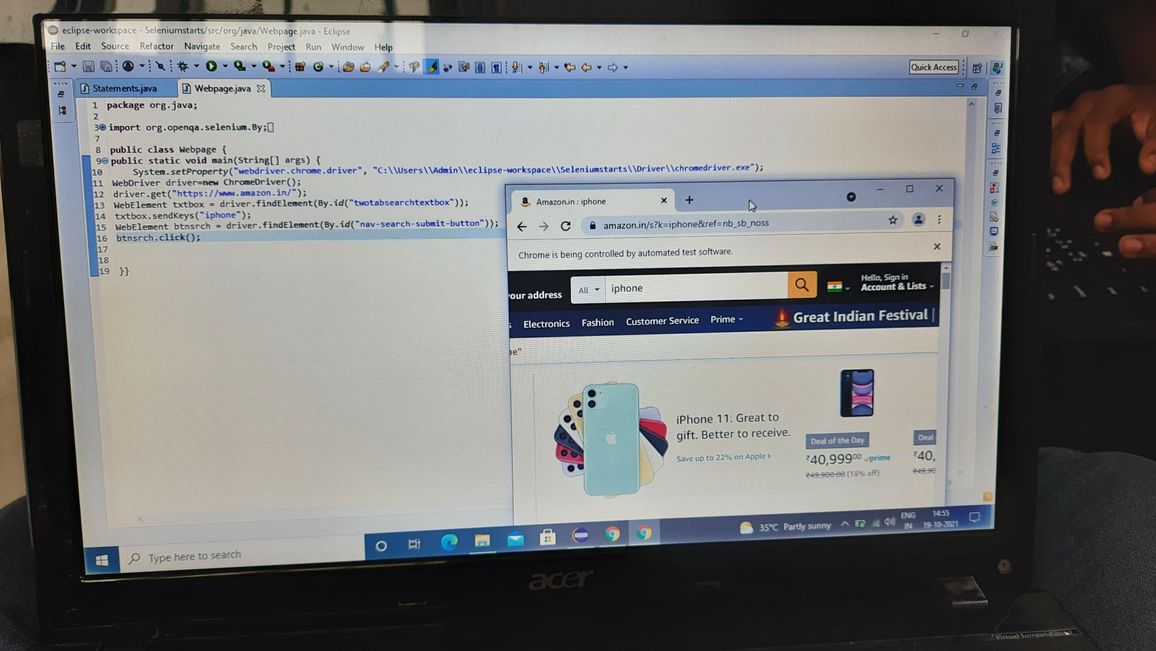 eclipse-workspace - Seleniumstarts/src/org/java/Webpage.java - Eclipse
File Edit Source Refactor Navigate Search Project Run Window Help
Quick Access
Statements.java
Webpage.java
1 package org.java;
2
3 import org.openqa.selenium.By;
7
8 public class Webpage {
9 public static void main(String[] args) {
10 System.setProperty("webdriver.chrome.driver", "C:\\Users\\Admin\\eclipse-workspace\\Seleniumstarts\\Driver\\chromedriver.exe");
11 WebDriver driver=new ChromeDriver();
12 driver.get("https://www.amazon.in/");
13 WebElement txtbox = driver.findElement(By.id("twotabsearchtextbox"));
14 txtbox.sendKeys("iphone");
15 WebElement btnsrch = driver.findElement(By.id("nav-search-submit-button"));
16 btnsrch.click();
17
18
19 }}
Amazon.in : iphone
amazon.in/s?k=iphone&ref=nb_sb_noss
Chrome is being controlled by automated test software.
your address
All
iphone
Hello, Sign in
Account & Lists
s Electronics Fashion Customer Service Prime
Great Indian Festival
ne"
iPhone 11. Great to
gift. Better to receive.
Save up to 22% on Apple
Deal of the Day
₹40,999⁰⁰ prime
₹49,900.00 (18% off)
Deal
₹40,
₹49,90
Type here to search
35°C Partly sunny
ENG
IN
14:55
19-10-2021
acer
VirtualSurround